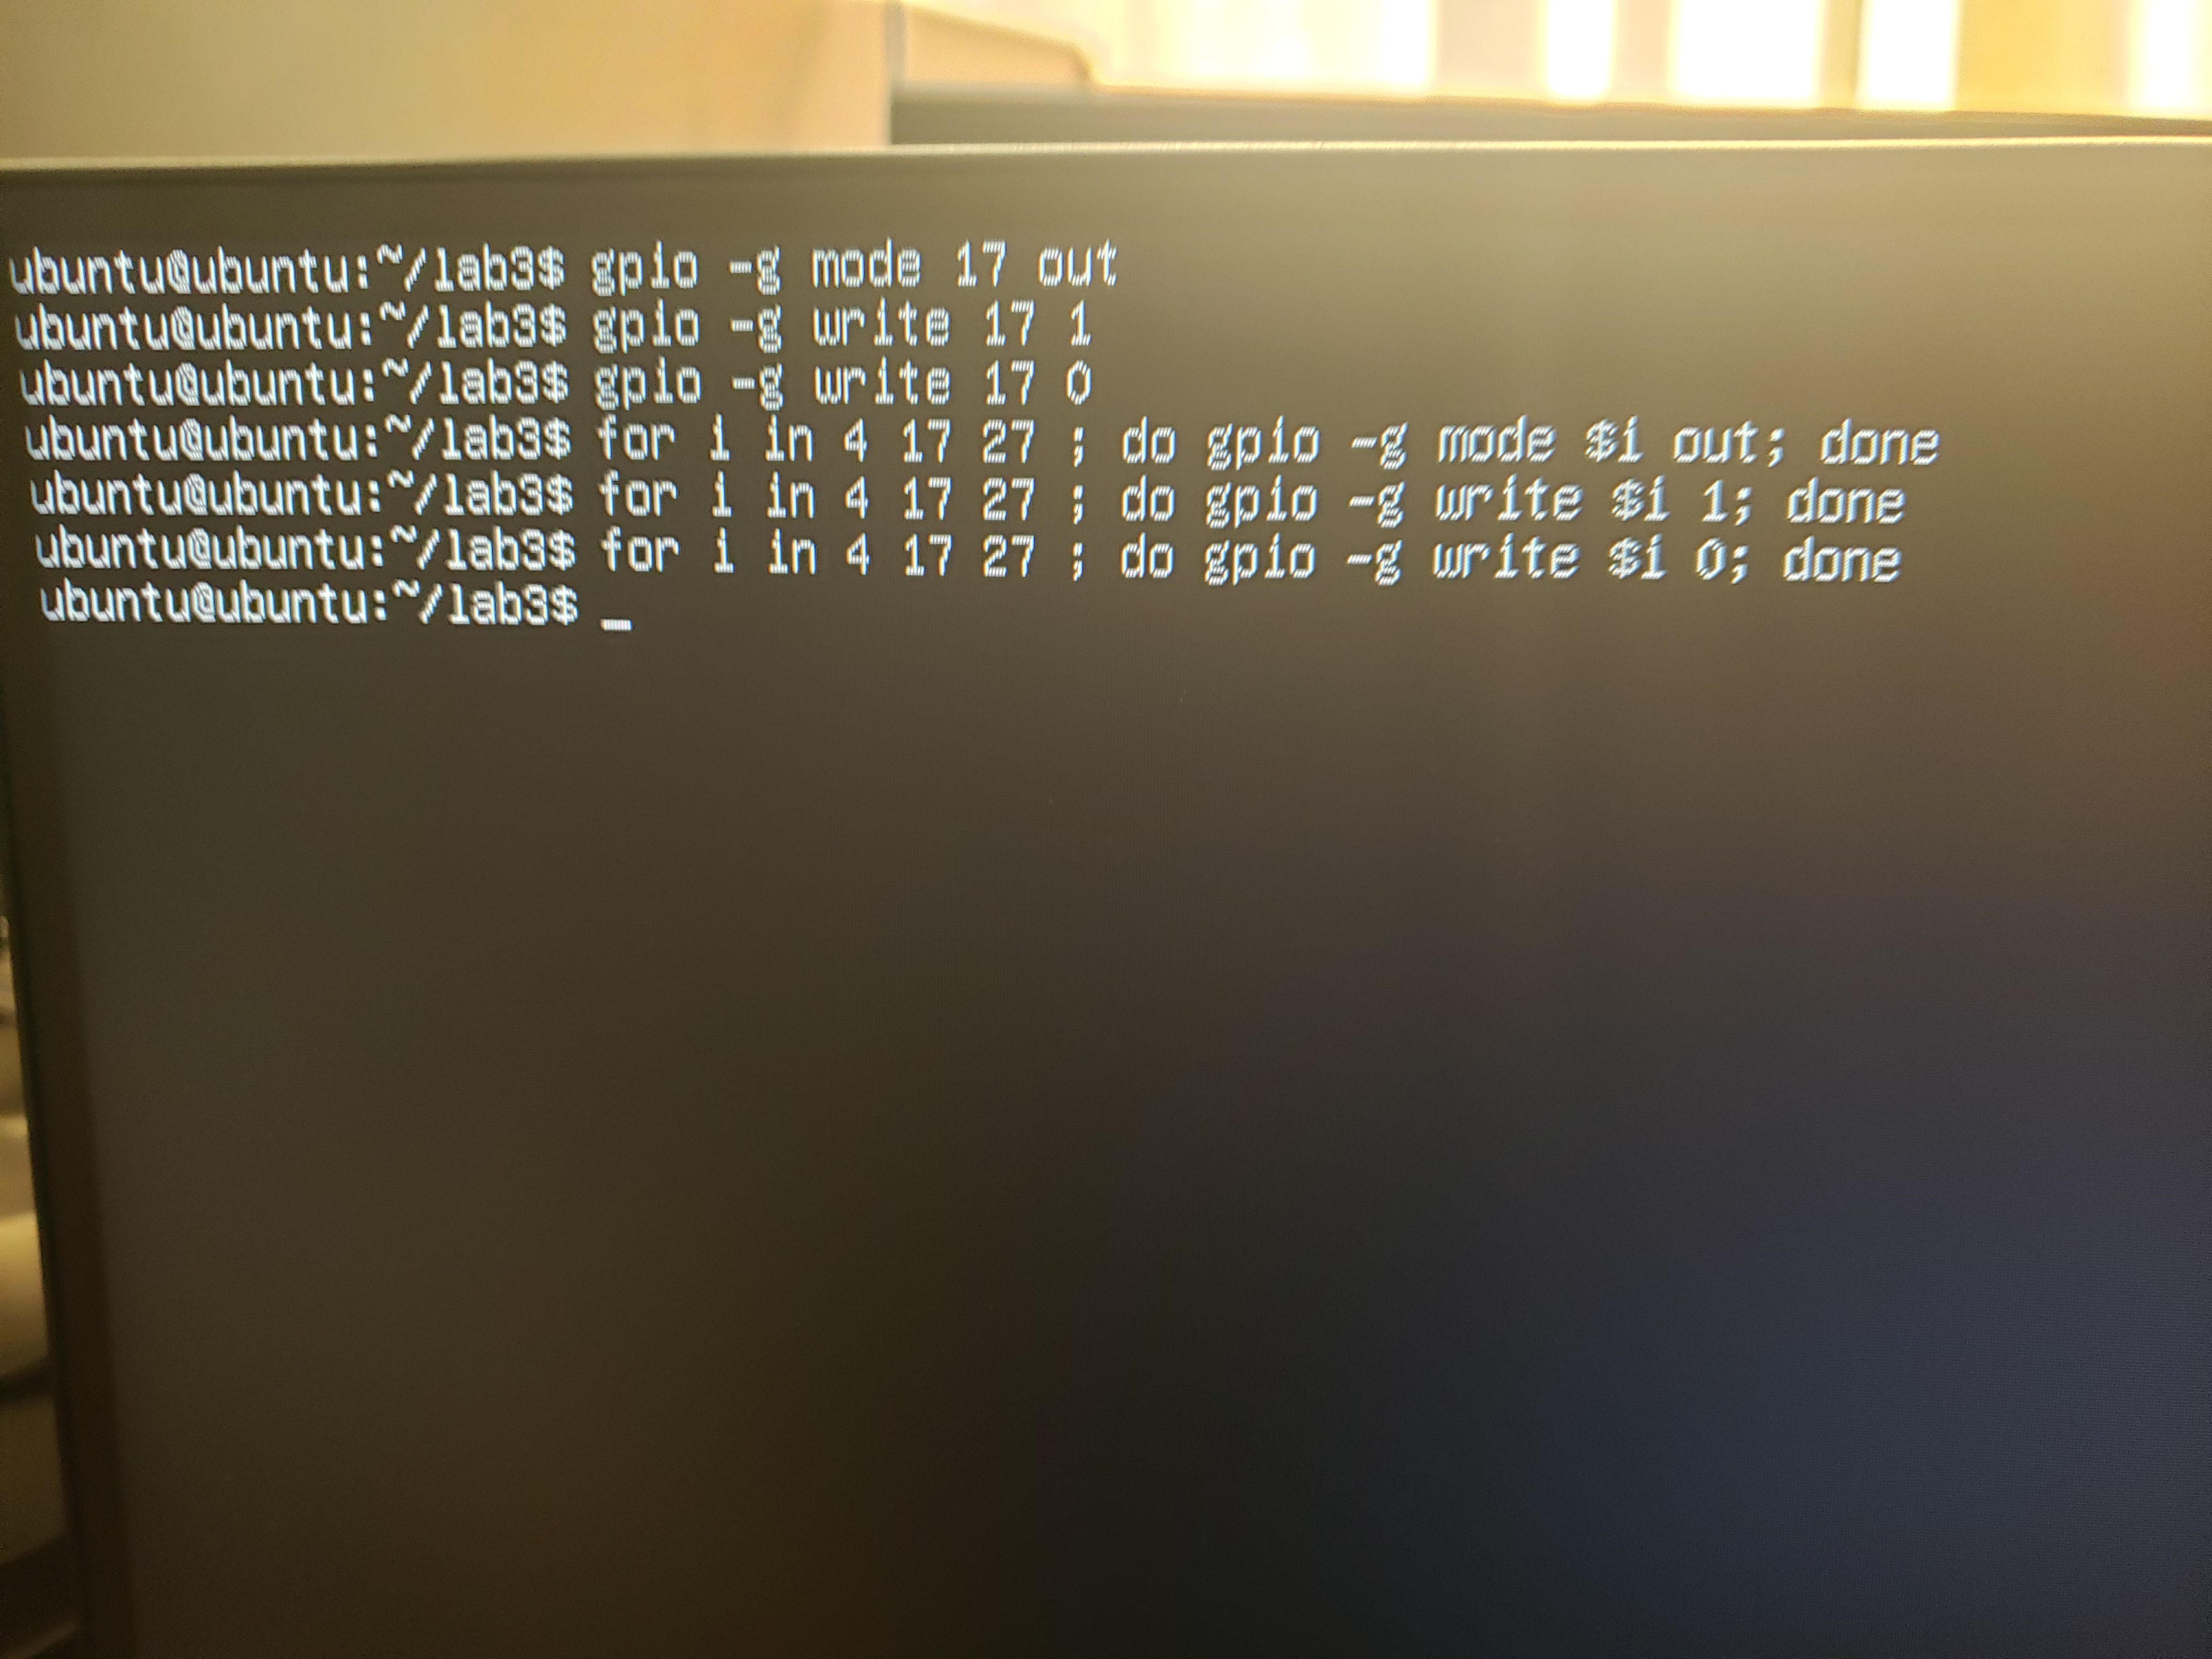 ubuntu@ubuntu:~/lab3$ gpio -g mode 17 out
ubuntu@ubuntu:~/lab3$ gpio -g write 17 1
ubuntu@ubuntu:~/lab3$ gpio -g write 17 0
ubuntu@ubuntu:~/lab3$ for i in 4 17 27 ; do gpio -g mode $i out; done
ubuntu@ubuntu:~/lab3$ for i in 4 17 27 ; do gpio -g write $i 1; done
ubuntu@ubuntu:~/lab3$ for i in 4 17 27 ; do gpio -g write $i 0; done
ubuntu@ubuntu:~/lab3$ _